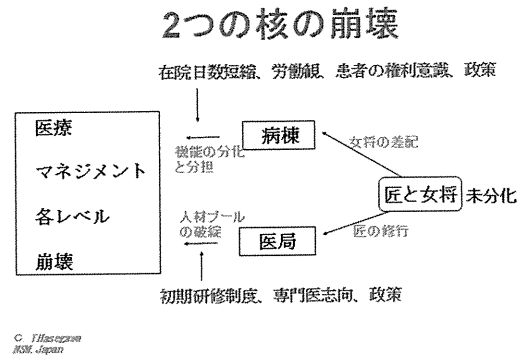 2つの核の崩壊
在院日数短縮、労働観、患者の権利意識、政策
医療
マネジメント
各レベル
崩壊
機能の分化
と分担
病棟
女将の差配
匠と女将
未分化
人材プール
の破綻
医局
匠の修行
初期研修制度、専門医志向、政策
© T.Hasegawa
NSM, Japan